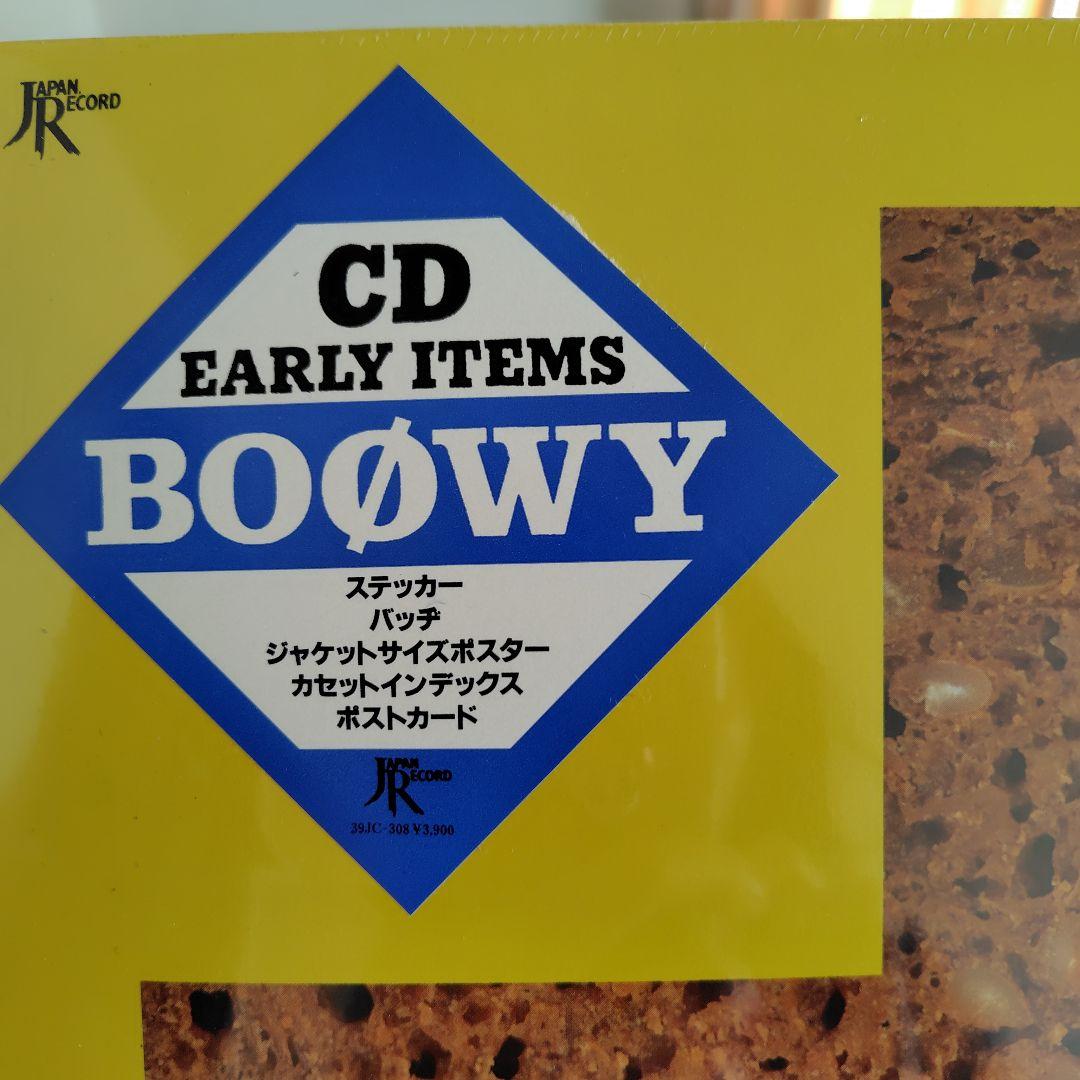 JAPAN. RECORD
CD
EARLY ITEMS
BOØWY
ステッカー
バッヂ
ジャケットサイズポスター
カセットインデックス
ポストカード
JAPAN RECORD
39JC-308 ¥3,900